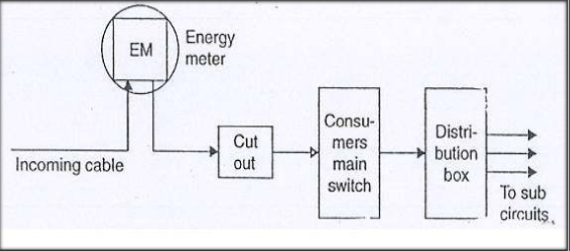 EM
Energy
meter
Incoming cable
Cut
out
Consu-
mers
main
switch
Distri-
bution
box
To sub
circuits